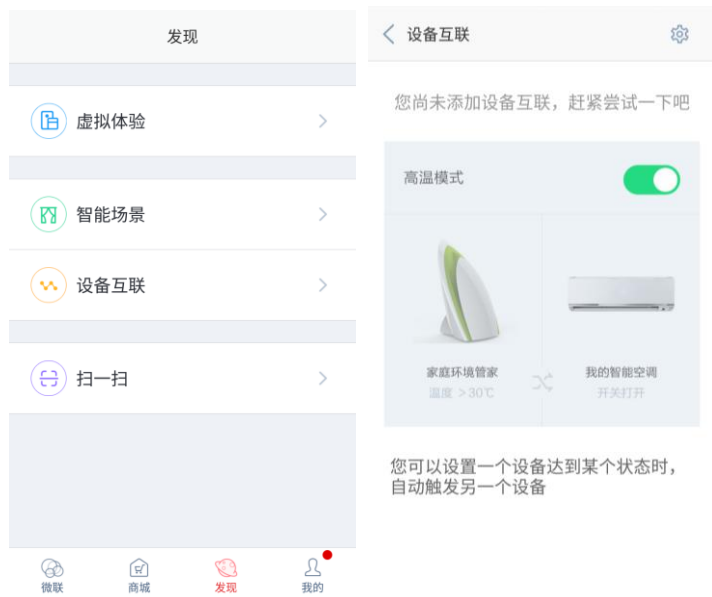 发现
虚拟体验
智能场景
设备互联
扫一扫
微联
商城
发现
我的
设备互联
您尚未添加设备互联，赶紧尝试一下吧
高温模式
家庭环境管家
温度 >30℃
我的智能空调
开关打开
您可以设置一个设备达到某个状态时，
自动触发另一个设备